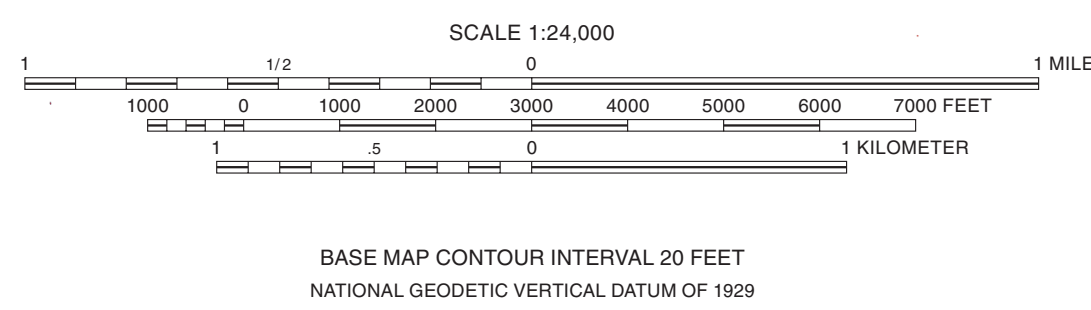 SCALE 1:24,000
1 1/2 0 1 MILE
1000 0 1000 2000 3000 4000 5000 6000 7000 FEET
1 .5 0 1 KILOMETER
BASE MAP CONTOUR INTERVAL 20 FEET
NATIONAL GEODETIC VERTICAL DATUM OF 1929